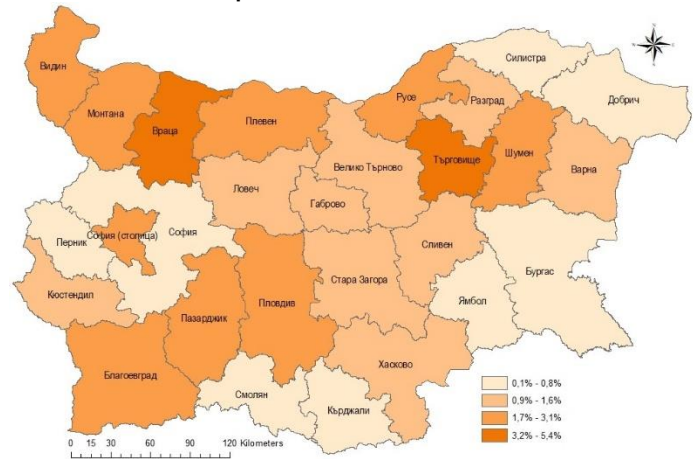 Силистра
Видин
Добрич
Русе
Разград
Монтана
Враца
Плевен
Шумен
Търговище
Варна
Велико Търново
Ловеч
Габрово
София (столица)
София
Перник
Сливен
Бургас
Стара Загора
Кюстендил
Ямбол
Пловдив
Пазарджик
Хасково
Благоевград
Смолян
Кърджали
0,1% - 0,8%
0,9% - 1,6%
1,7% - 3,1%
3,2% - 5,4%
0 15 30 60 90 120 Kilometers